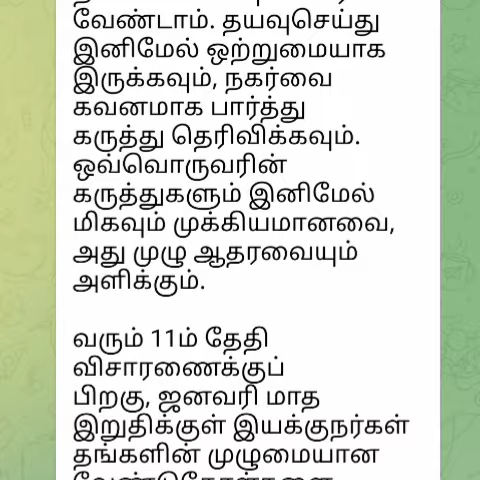 வேண்டாம். தயவுசெய்து
இனிமேல் ஒற்றுமையாக
இருக்கவும், நகர்வை
கவனமாக பார்த்து
கருத்து தெரிவிக்கவும்.
ஒவ்வொருவரின்
கருத்துகளும் இனிமேல்
மிகவும் முக்கியமானவை,
அது முழு ஆதரவையும்
அளிக்கும்.
வரும் 11ம் தேதி
விசாரணைக்குப்
பிறகு, ஜனவரி மாத
இறுதிக்குள் இயக்குநர்கள்
தங்களின் முழுமையான